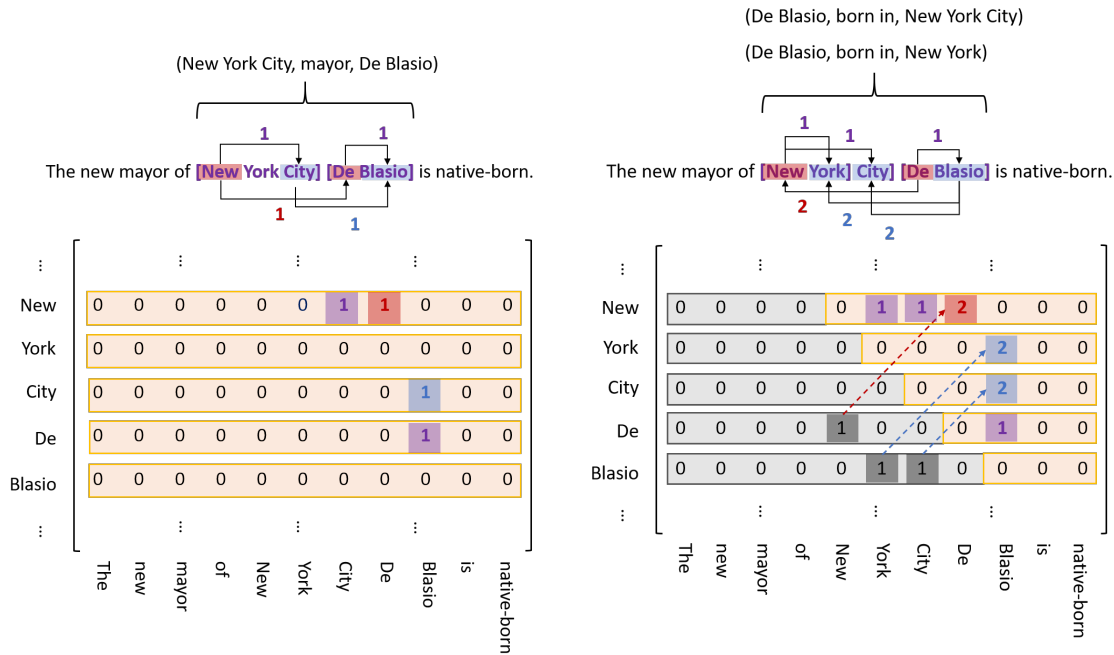 (New York City, mayor, De Blasio)
1 1
The new mayor of [New York City] [De Blasio] is native-born.
1 1
... ... ...
New 0 0 0 0 0 0 1 1 0 0 0
York 0 0 0 0 0 0 0 0 0 0 0
City 0 0 0 0 0 0 0 0 1 0 0
De 0 0 0 0 0 0 0 0 1 0 0
Blasio 0 0 0 0 0 0 0 0 0 0 0
... ... ... ...
The new mayor of New York City De Blasio is native-born
(De Blasio, born in, New York City)
(De Blasio, born in, New York)
1 1 1
The new mayor of [New York] City] [De Blasio] is native-born.
2 2 2
... ... ...
New 0 0 0 0 0 1 1 2 0 0 0
York 0 0 0 0 0 0 0 0 2 0 0
City 0 0 0 0 0 0 0 0 2 0 0
De 0 0 0 0 1 0 0 0 1 0 0
Blasio 0 0 0 0 0 1 1 0 0 0 0
... ... ... ...
The new mayor of New York City De Blasio is native-born